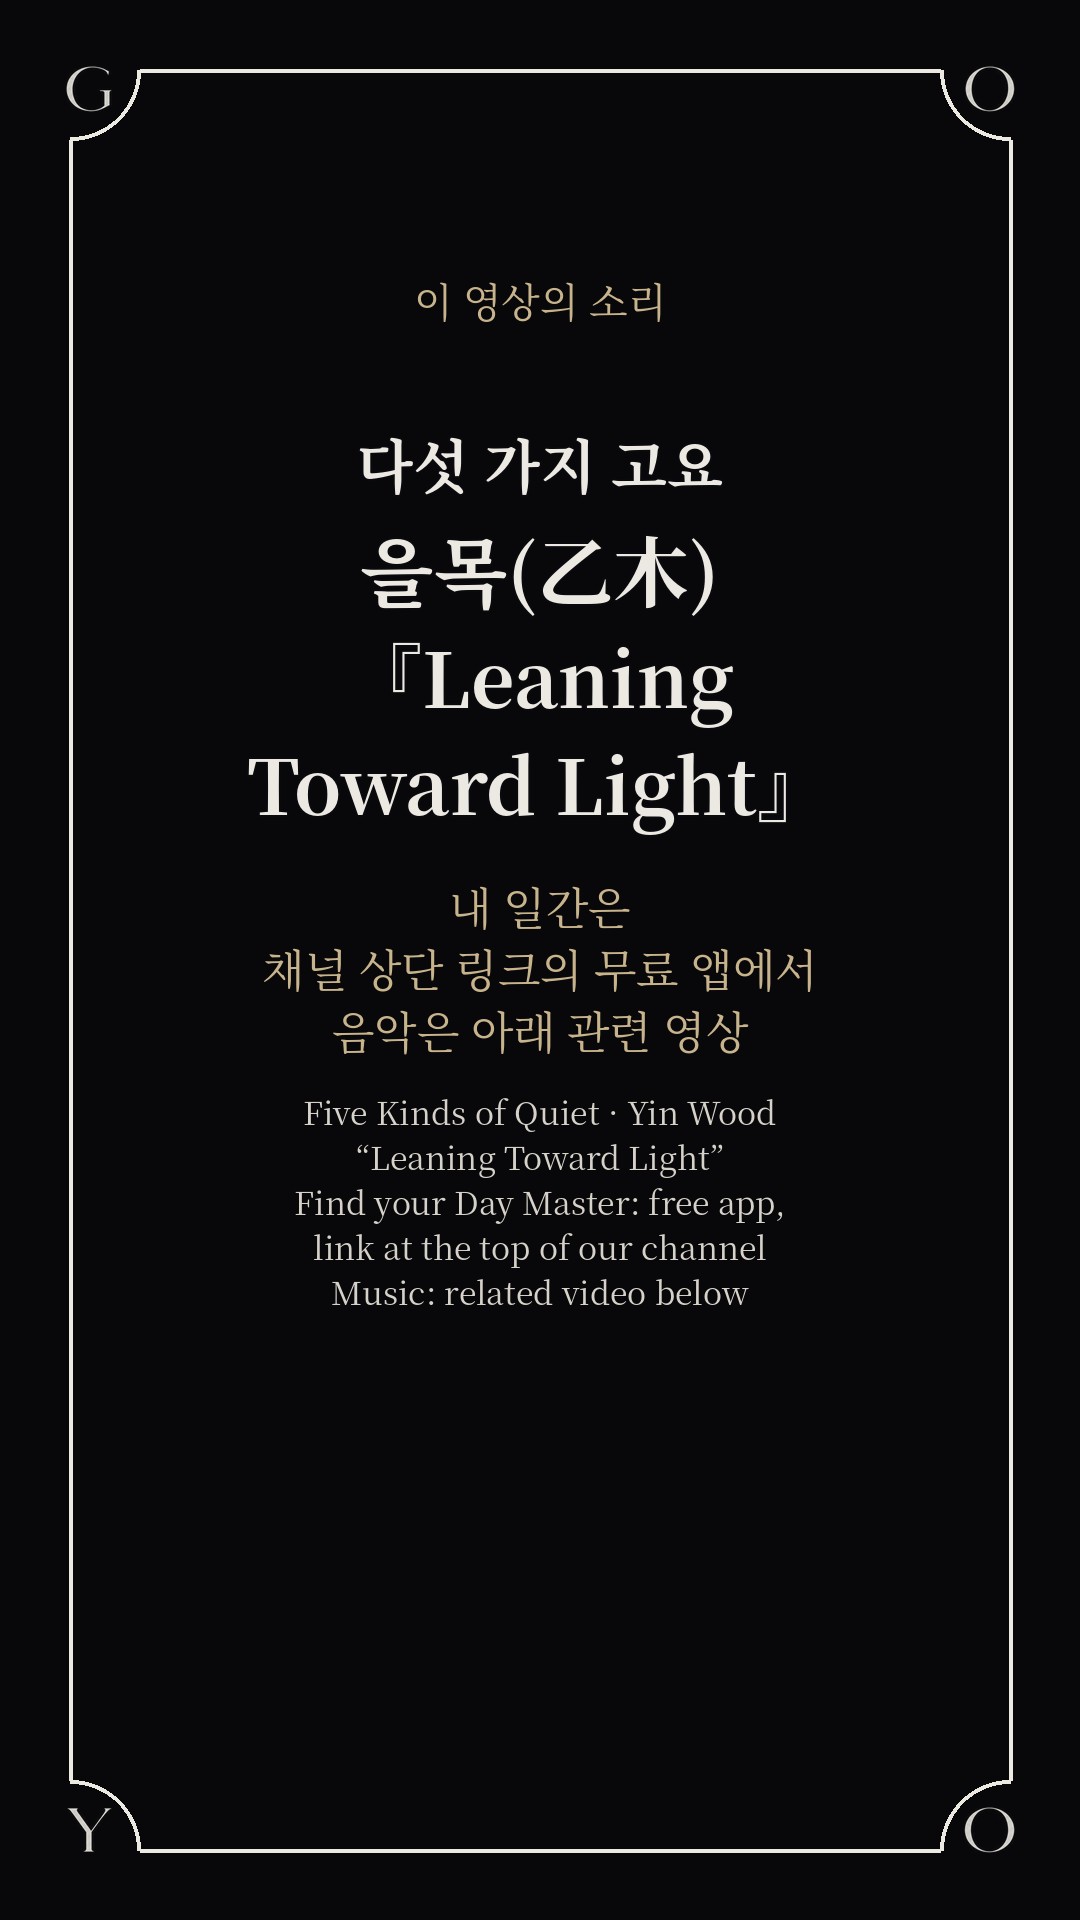 G O
이 영상의 소리
다섯 가지 고요
을목(乙木)
『Leaning
Toward Light』
내 일간은
채널 상단 링크의 무료 앱에서
음악은 아래 관련 영상
Five Kinds of Quiet · Yin Wood
“Leaning Toward Light”
Find your Day Master: free app,
link at the top of our channel
Music: related video below
Y O